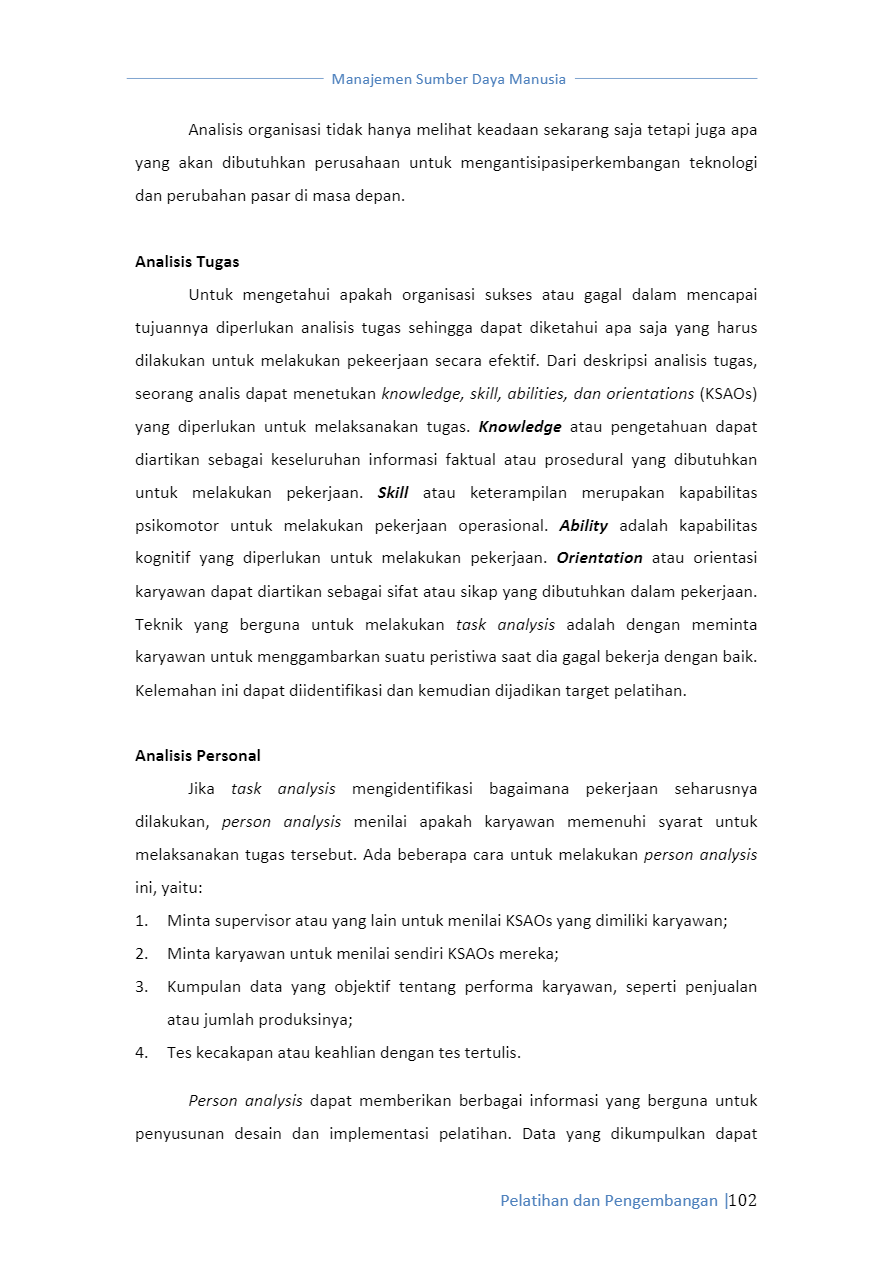 Manajemen Sumber Daya Manusia
Analisis organisasi tidak hanya melihat keadaan sekarang saja tetapi juga apa
yang akan dibutuhkan perusahaan untuk mengantisipasiperkembangan teknologi
dan perubahan pasar di masa depan.
Analisis Tugas
Untuk mengetahui apakah organisasi sukses atau gagal dalam mencapai
tujuannya diperlukan analisis tugas sehingga dapat diketahui apa saja yang harus
dilakukan untuk melakukan pekeerjaan secara efektif. Dari deskripsi analisis tugas,
seorang analis dapat menetukan knowledge, skill, abilities, dan orientations (KSAOs)
yang diperlukan untuk melaksanakan tugas. Knowledge atau pengetahuan dapat
diartikan sebagai keseluruhan informasi faktual atau prosedural yang dibutuhkan
untuk melakukan pekerjaan. Skill atau keterampilan merupakan kapabilitas
psikomotor untuk melakukan pekerjaan operasional. Ability adalah kapabilitas
kognitif yang diperlukan untuk melakukan pekerjaan. Orientation atau orientasi
karyawan dapat diartikan sebagai sifat atau sikap yang dibutuhkan dalam pekerjaan.
Teknik yang berguna untuk melakukan task analysis adalah dengan meminta
karyawan untuk menggambarkan suatu peristiwa saat dia gagal bekerja dengan baik.
Kelemahan ini dapat diidentifikasi dan kemudian dijadikan target pelatihan.
Analisis Personal
Jika task analysis mengidentifikasi bagaimana pekerjaan seharusnya
dilakukan, person analysis menilai apakah karyawan memenuhi syarat untuk
melaksanakan tugas tersebut. Ada beberapa cara untuk melakukan person analysis
ini, yaitu:
1. Minta supervisor atau yang lain untuk menilai KSAOs yang dimiliki karyawan;
2. Minta karyawan untuk menilai sendiri KSAOs mereka;
3. Kumpulan data yang objektif tentang performa karyawan, seperti penjualan
atau jumlah produksinya;
4. Tes kecakapan atau keahlian dengan tes tertulis.
Person analysis dapat memberikan berbagai informasi yang berguna untuk
penyusunan desain dan implementasi pelatihan. Data yang dikumpulkan dapat
Pelatihan dan Pengembangan |102